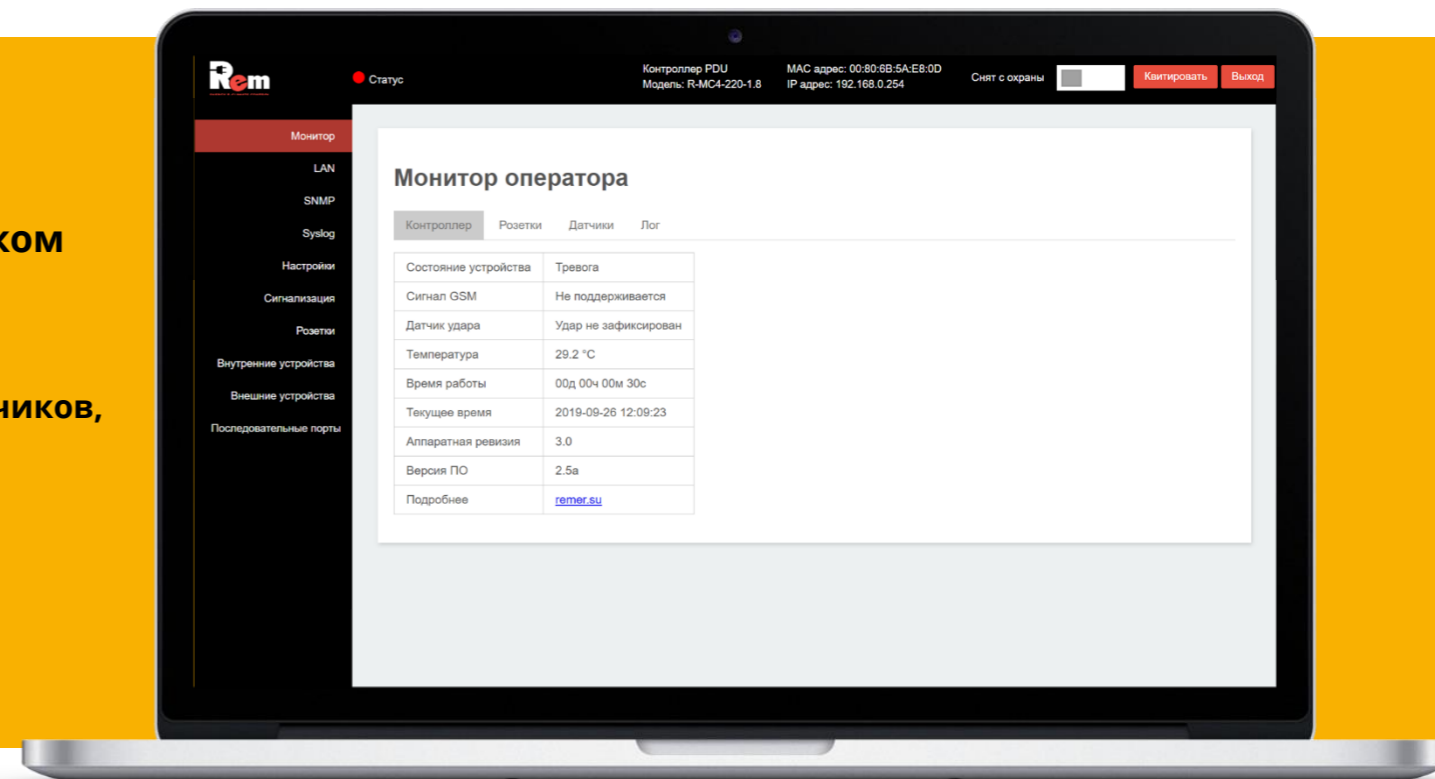 Rem
Статус
Контроллер PDU
Модель: R-MC4-220-1.8
MAC адрес: 00:80:6B:5A:E8:0D
IP адрес: 192.168.0.254
Снят с охраны
Квитировать
Выход
Монитор
LAN
SNMP
Syslog
Настройки
Сигнализация
Розетки
Внутренние устройства
Внешние устройства
Последовательные порты
Монитор оператора
Контроллер Розетки Датчики Лог
Состояние устройства Тревога
Сигнал GSM Не поддерживается
Датчик удара Удар не зафиксирован
Температура 29.2 °C
Время работы 00д 00ч 00м 30с
Текущее время 2019-09-26 12:09:23
Аппаратная ревизия 3.0
Версия ПО 2.5a
Подробнее remer.su
ком
чиков,